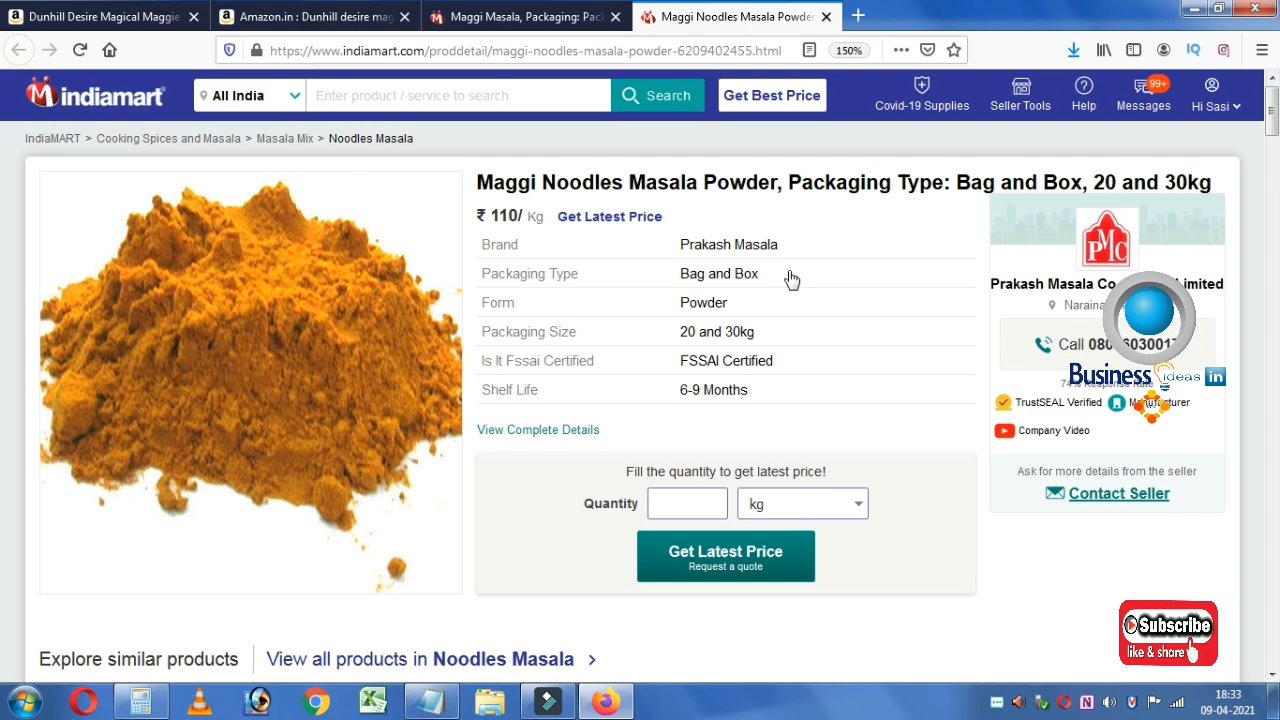 Dunhill Desire Magical Maggie
Amazon.in : Dunhill desire mag
Maggi Masala, Packaging: Pac
Maggi Noodles Masala Powder
https://www.indiamart.com/proddetail/maggi-noodles-masala-powder-6209402455.html
150%
IQ
indiamart
All India
Enter product / service to search
Search
Get Best Price
Covid-19 Supplies
Seller Tools
Help
99+
Messages
Hi Sasi
IndiaMART > Cooking Spices and Masala > Masala Mix > Noodles Masala
Maggi Noodles Masala Powder, Packaging Type: Bag and Box, 20 and 30kg
₹ 110/ Kg Get Latest Price
Brand Prakash Masala
Packaging Type Bag and Box
Form Powder
Packaging Size 20 and 30kg
Is It Fssai Certified FSSAI Certified
Shelf Life 6-9 Months
View Complete Details
Fill the quantity to get latest price!
Quantity kg
Get Latest Price
Request a quote
PMC
Prakash Masala Co Limited
Naraina
Call
Business ideas in
74% Response Rate
TrustSEAL Verified
Manufacturer
Company Video
Ask for more details from the seller
Contact Seller
Subscribe
like & share
Explore similar products
View all products in Noodles Masala >
18:33
09-04-2021